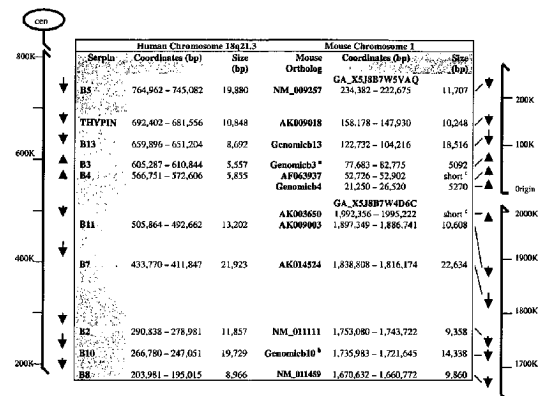 cen
Human Chromosome 18q21.3 Mouse Chromosome 1
Serpin Coordinates (bp) Size (bp) Mouse Ortholog Coordinates (bp) Size (bp)
GA_X5J8B7W5VAQ
B5 764,962 – 745,082 19,880 NM_009257 234,382 – 222,675 11,707
THYPIN 692,402 – 681,556 10,848 AK009018 158,178 – 147,930 10,248
B13 659,896 – 651,204 8,692 Genomicb13 122,732 – 104,216 18,516
B3 605,287 – 610,844 5,557 Genomicb3 a 77,683 – 82,775 5092
B4 566,751 – 572,606 5,855 AF063937 52,726 – 52,902 short c
Genomicb4 21,250 – 26,520 5270
GA_X5J8B7W4D6C
AK003650 1,992,356 – 1995,222 short c
B11 505,864 – 492,662 13,202 AK009003 1,897,349 – 1,886,741 10,608
B7 433,770 – 411,847 21,923 AK014524 1,838,808 – 1,816,174 22,634
B2 290,838 – 278,981 11,857 NM_011111 1,753,080 – 1,743,722 9,358
B10 266,780 – 247,051 19,729 Genomicb10 b 1,735,983 – 1,721,645 14,338
B8 203,981 – 195,015 8,966 NM_011459 1,670,632 – 1,660,772 9,860
800K
600K
400K
200K
200K
100K
Origin
2000K
1900K
1800K
1700K